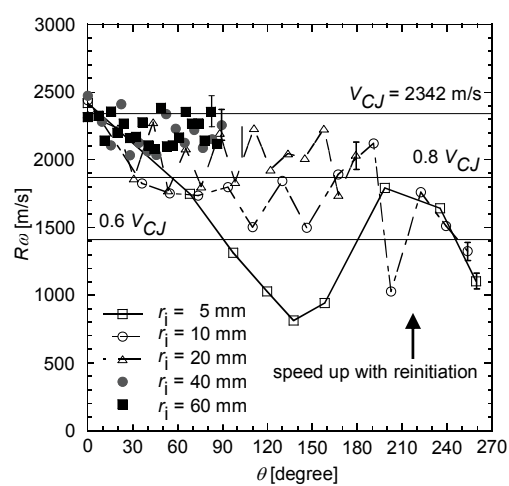 3000
2500
2000
1500
1000
500
0
Rω [m/s]
V_CJ = 2342 m/s
0.8 V_CJ
0.6 V_CJ
r_i = 5 mm
r_i = 10 mm
r_i = 20 mm
r_i = 40 mm
r_i = 60 mm
speed up with reinitiation
0 30 60 90 120 150 180 210 240 270
θ [degree]